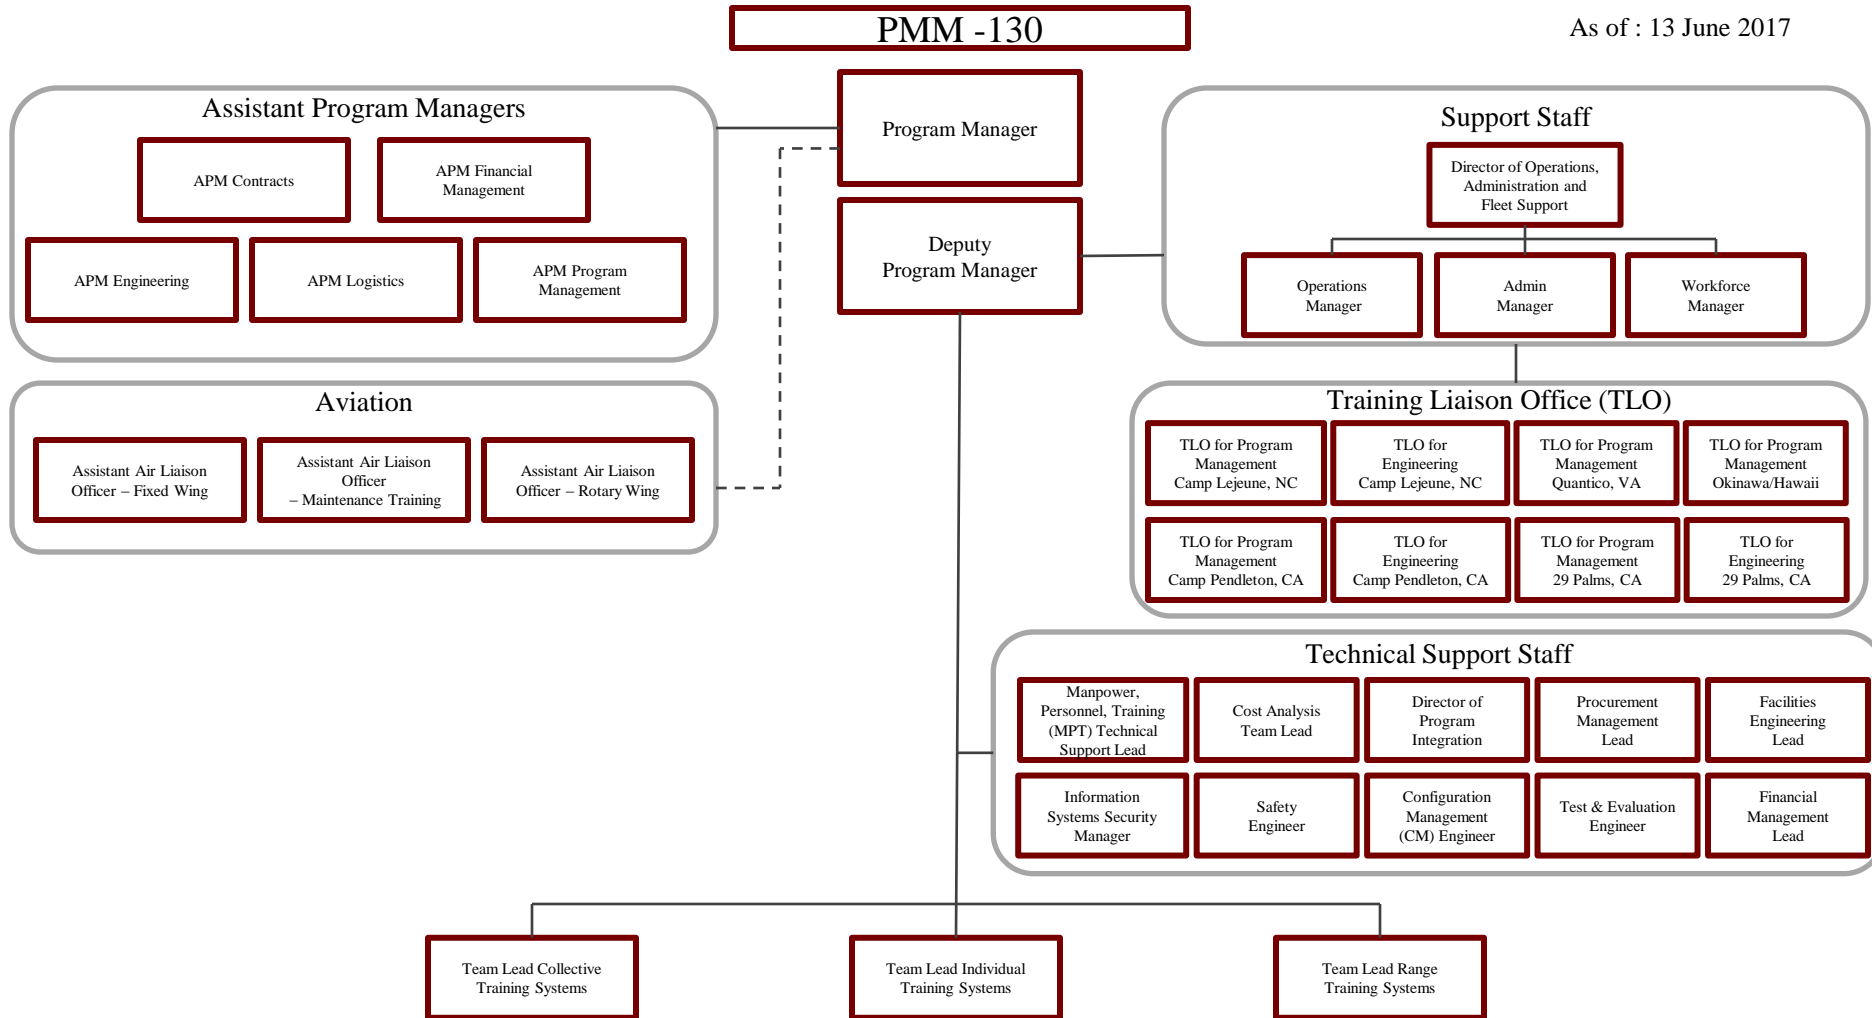 PMM -130
As of : 13 June 2017
Program Manager
Deputy
Program Manager
Assistant Program Managers
APM Contracts
APM Financial
Management
APM Engineering
APM Logistics
APM Program
Management
Aviation
Assistant Air Liaison
Officer – Fixed Wing
Assistant Air Liaison
Officer
– Maintenance Training
Assistant Air Liaison
Officer – Rotary Wing
Support Staff
Director of Operations,
Administration and
Fleet Support
Operations
Manager
Admin
Manager
Workforce
Manager
Training Liaison Office (TLO)
TLO for Program
Management
Camp Lejeune, NC
TLO for
Engineering
Camp Lejeune, NC
TLO for Program
Management
Quantico, VA
TLO for Program
Management
Okinawa/Hawaii
TLO for Program
Management
Camp Pendleton, CA
TLO for
Engineering
Camp Pendleton, CA
TLO for Program
Management
29 Palms, CA
TLO for
Engineering
29 Palms, CA
Technical Support Staff
Manpower,
Personnel, Training
(MPT) Technical
Support Lead
Cost Analysis
Team Lead
Director of
Program
Integration
Procurement
Management
Lead
Facilities
Engineering
Lead
Information
Systems Security
Manager
Safety
Engineer
Configuration
Management
(CM) Engineer
Test & Evaluation
Engineer
Financial
Management
Lead
Team Lead Collective
Training Systems
Team Lead Individual
Training Systems
Team Lead Range
Training Systems